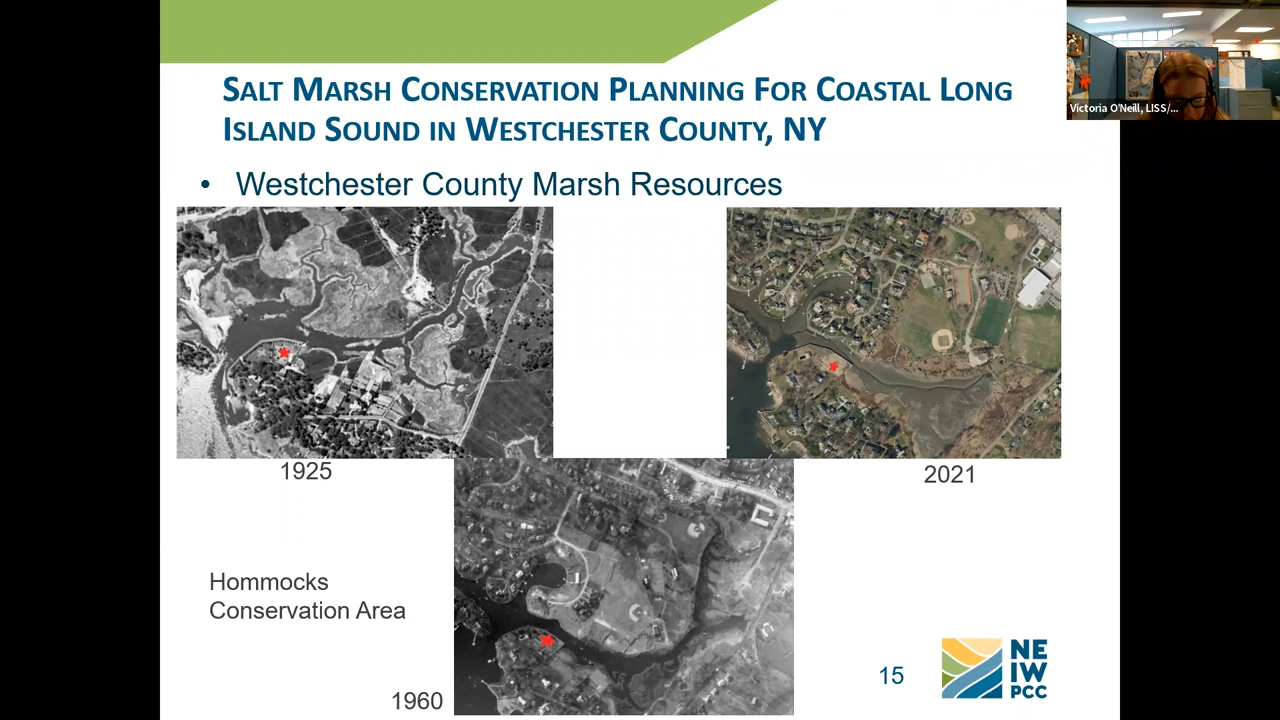 SALT MARSH CONSERVATION PLANNING FOR COASTAL LONG
ISLAND SOUND IN WESTCHESTER COUNTY, NY
• Westchester County Marsh Resources
1925
2021
Hommocks
Conservation Area
1960
15
NE
IW
PCC
Victoria O'Neill, LISS/...